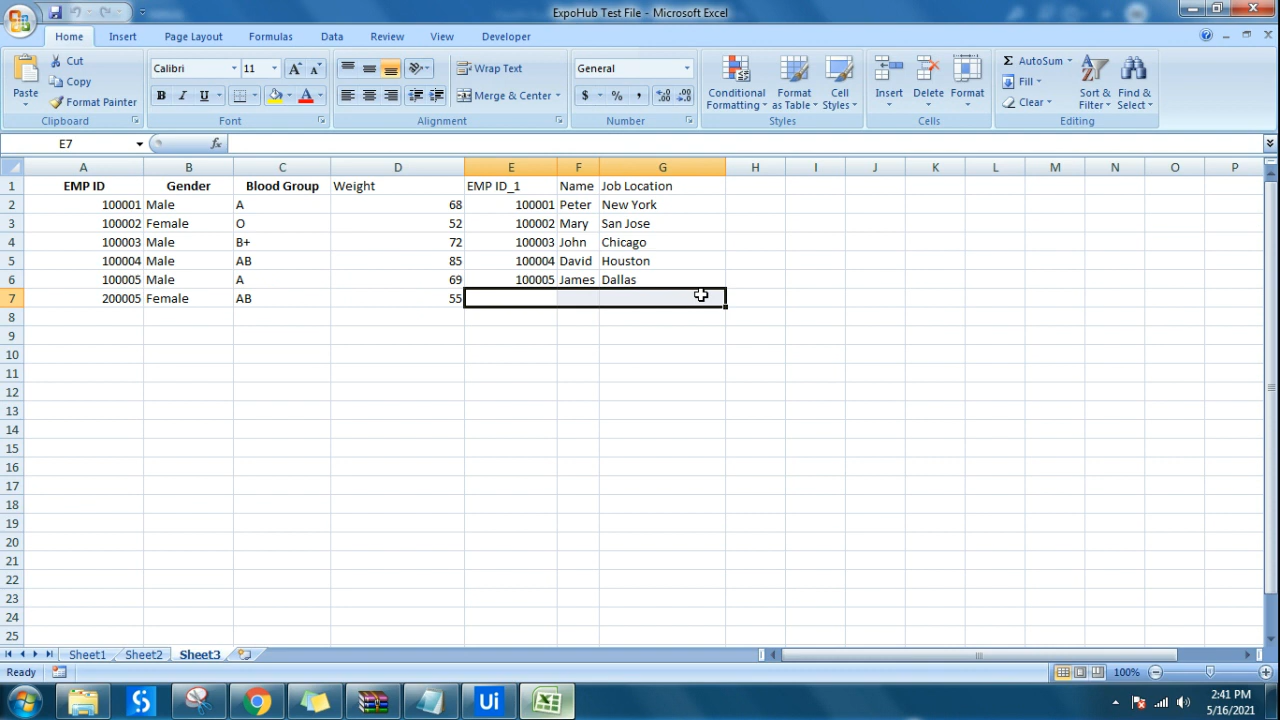 ExpoHub Test File - Microsoft Excel
Home Insert Page Layout Formulas Data Review View Developer
Paste Cut Copy Format Painter Clipboard
Calibri 11 B I U A Font
Wrap Text Merge & Center Alignment
General $ % , Number
Conditional Formatting Format as Table Cell Styles Styles
Insert Delete Format Cells
Σ AutoSum Fill Clear Sort & Filter Find & Select Editing
E7 fx
A B C D E F G H I J K L M N O P
1 EMP ID Gender Blood Group Weight EMP ID_1 Name Job Location
2 100001 Male A 68 100001 Peter New York
3 100002 Female O 52 100002 Mary San Jose
4 100003 Male B+ 72 100003 John Chicago
5 100004 Male AB 85 100004 David Houston
6 100005 Male A 69 100005 James Dallas
7 200005 Female AB 55
8
9
10
11
12
13
14
15
16
17
18
19
20
21
22
23
24
25
Sheet1 Sheet2 Sheet3
Ready 100%
S Ui
2:41 PM
5/16/2021